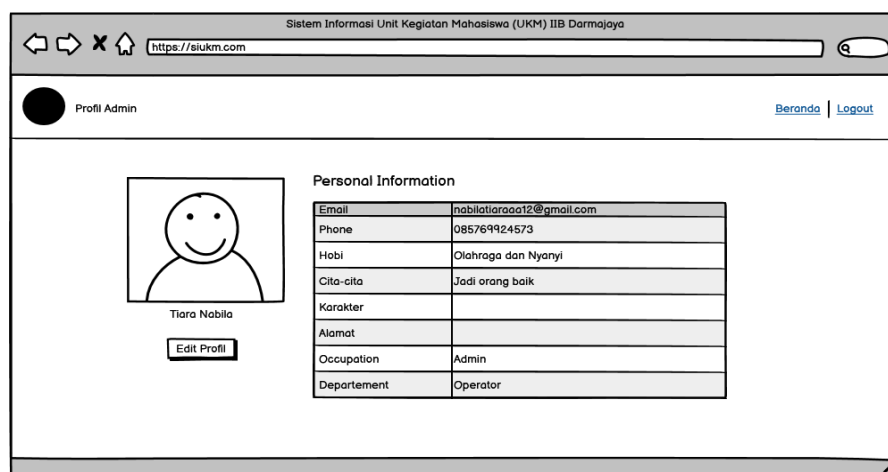 Sistem Informasi Unit Kegiatan Mahasiswa (UKM) IIB Darmajaya
https://siukm.com
Profil Admin
Beranda Logout
Personal Information
Email nabilatiaraaa12@gmail.com
Phone 085769924573
Hobi Olahraga dan Nyanyi
Cita-cita Jadi orang baik
Karakter
Alamat
Occupation Admin
Departement Operator
Tiara Nabila
Edit Profil